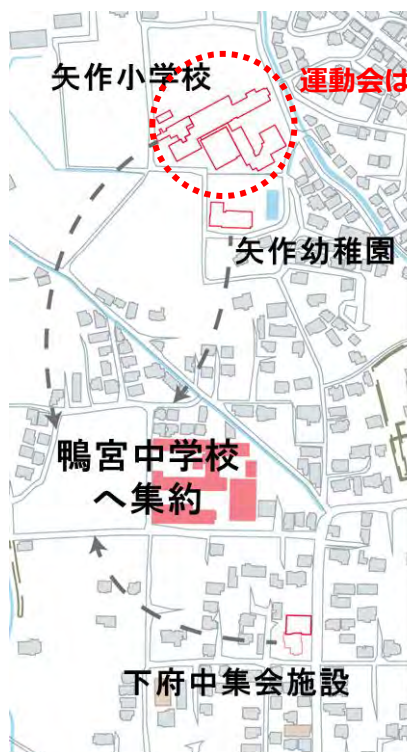 矢作小学校
運動会は
矢作幼稚園
鴨宮中学校
へ集約
下府中集会施設